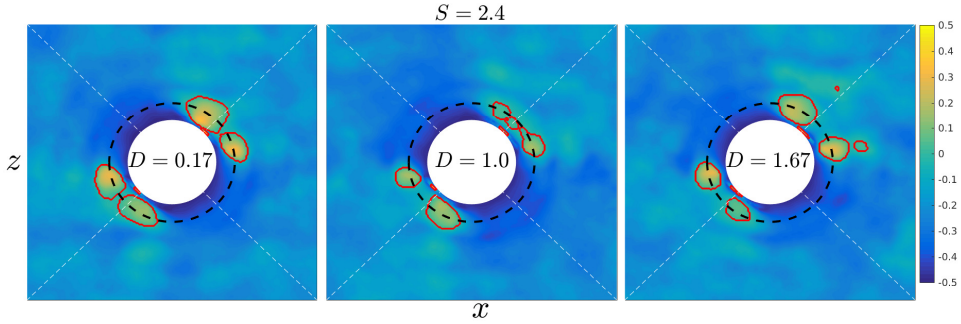 S = 2.4
D = 0.17
D = 1.0
D = 1.67
z
x
0.5
0.4
0.3
0.2
0.1
0
-0.1
-0.2
-0.3
-0.4
-0.5